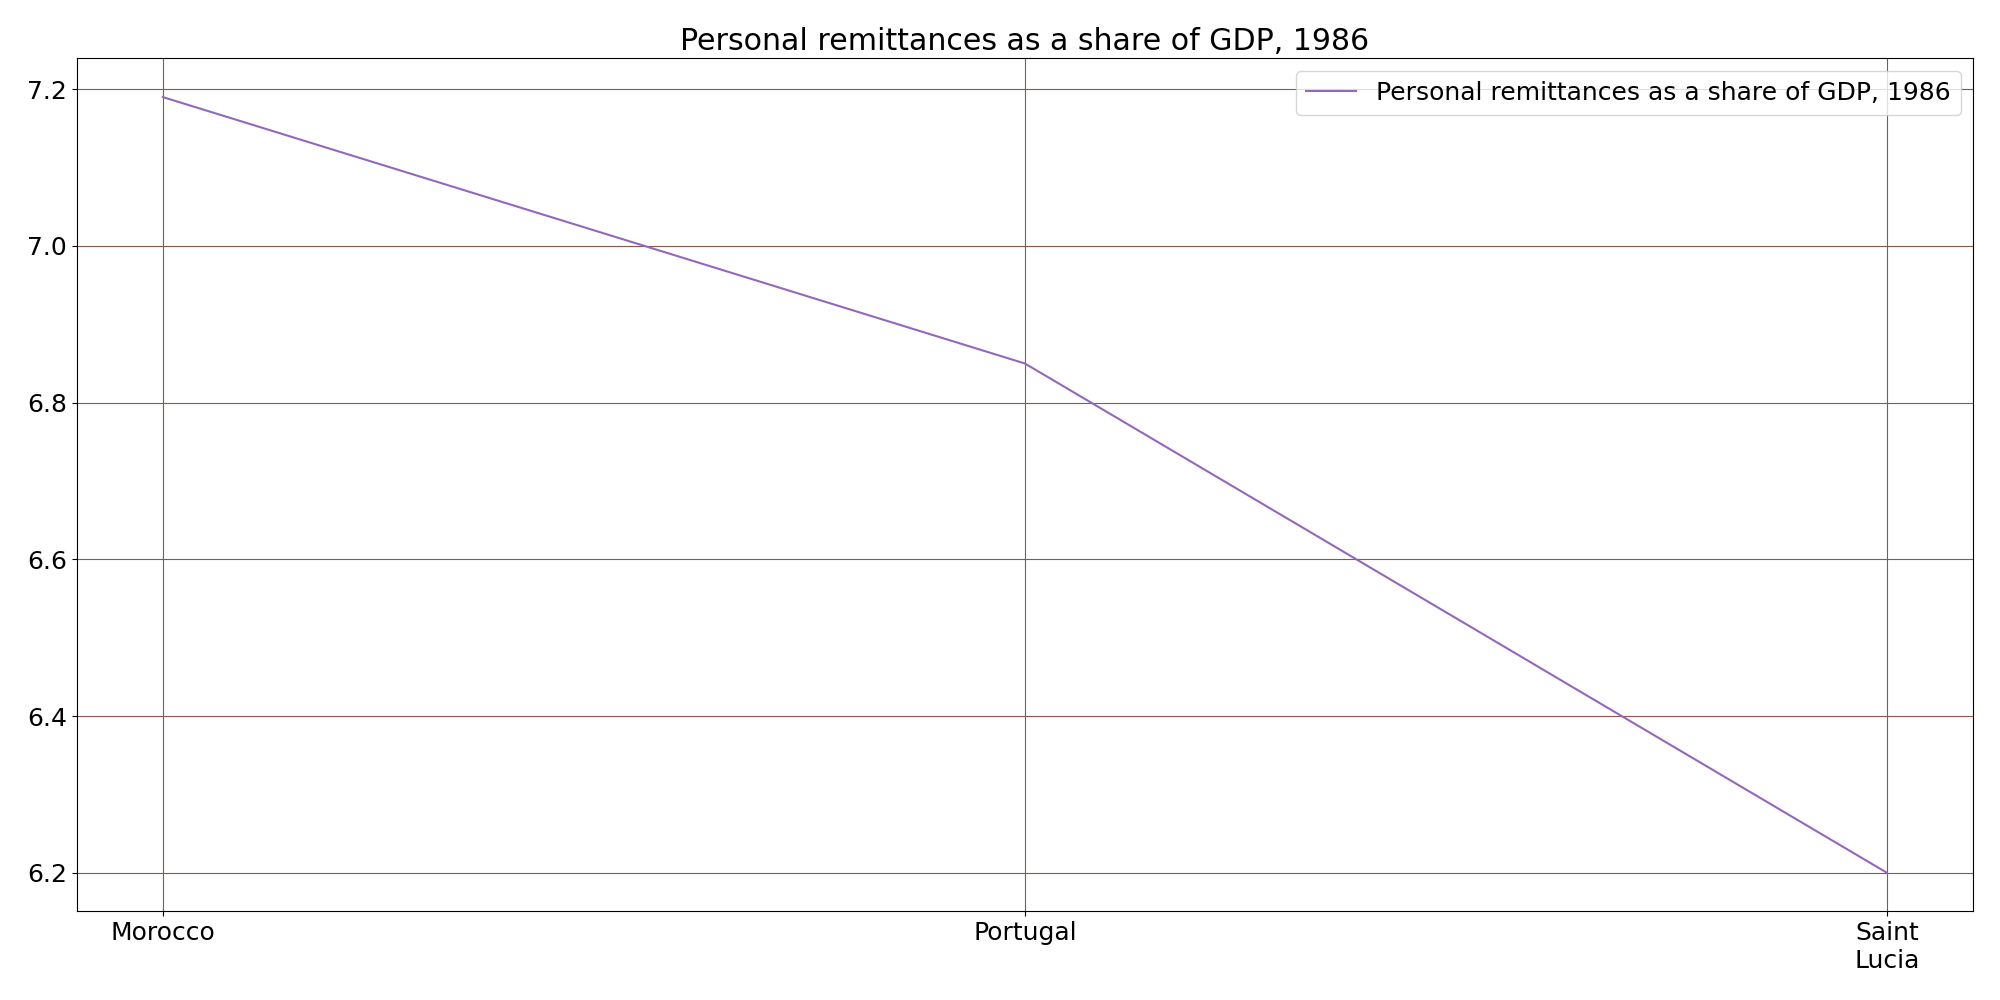 Personal remittances as a share of GDP, 1986
7.2
Personal remittances as a share of GDP, 1986
7.0
6.8
6.6
6.4
6.2
Morocco
Portugal
Saint
Lucia